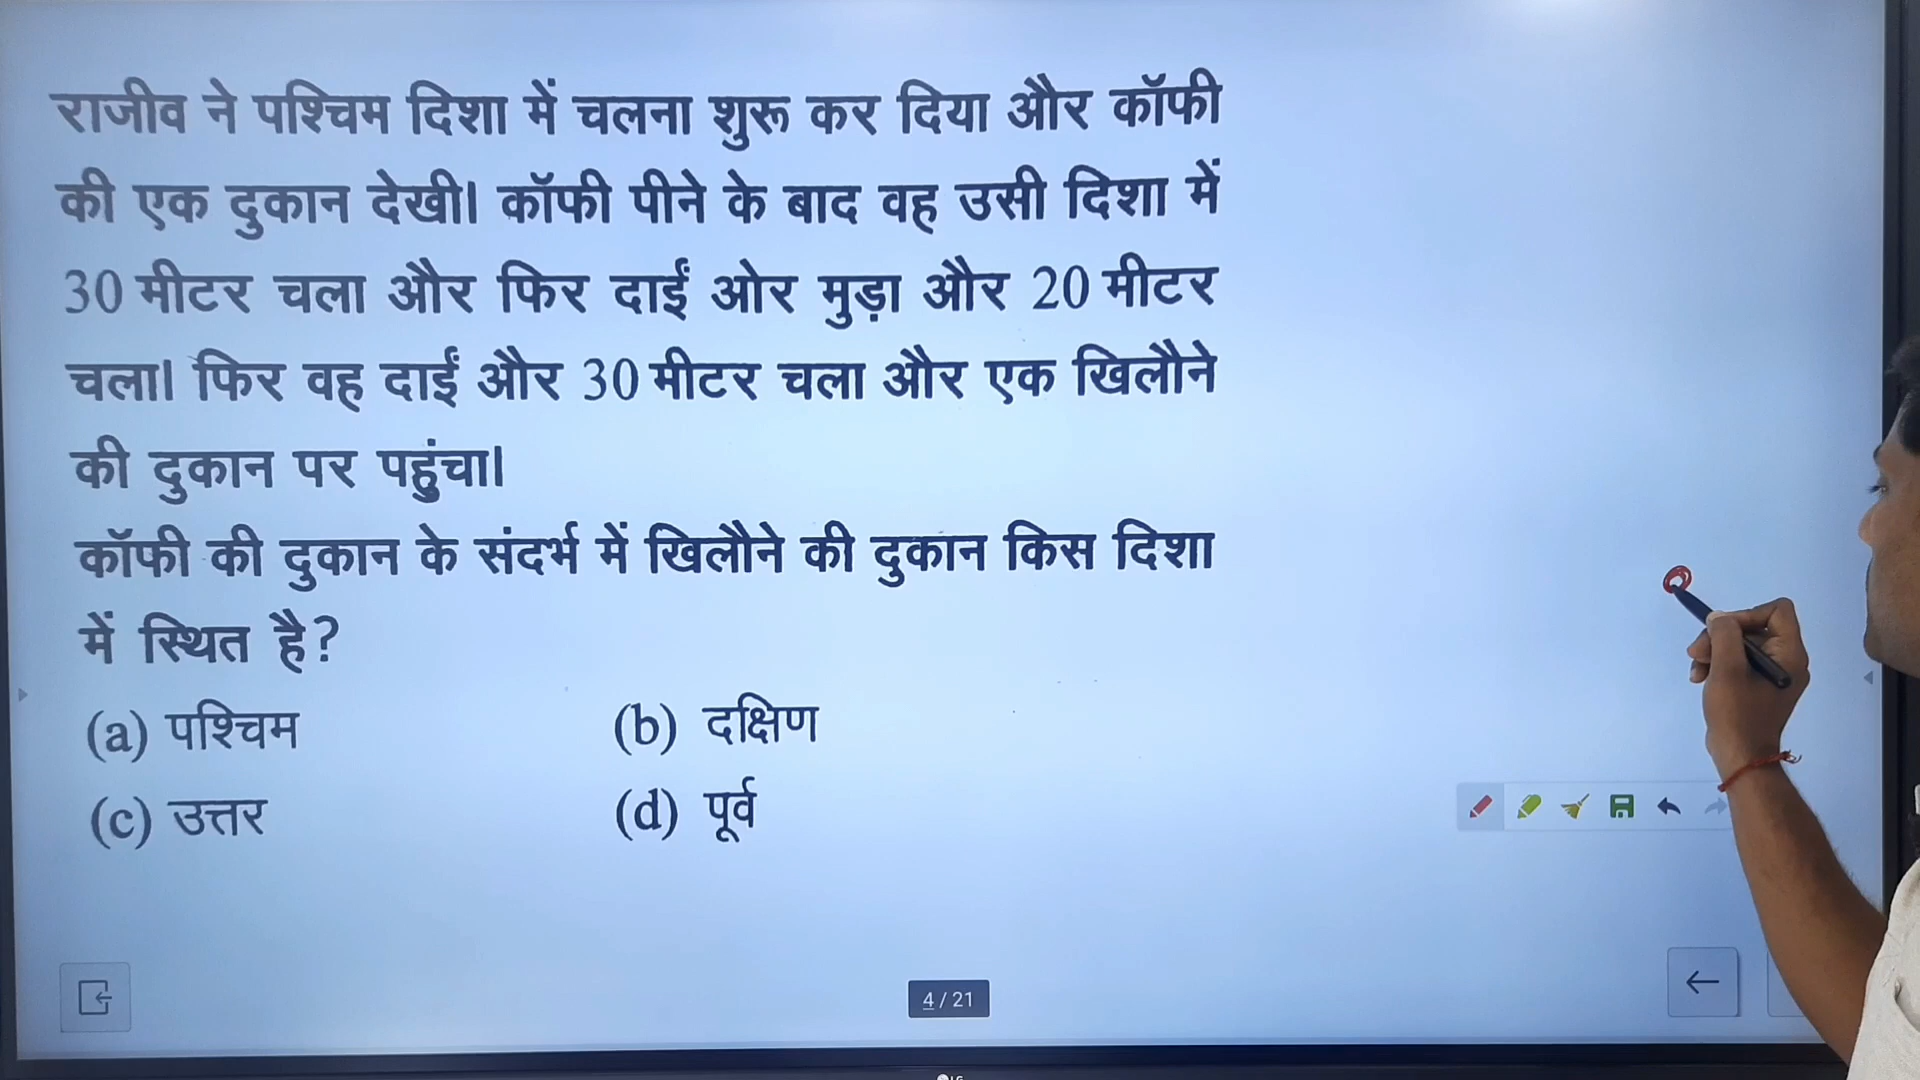 राजीव ने पश्चिम दिशा में चलना शुरू कर दिया और कॉफी
की एक दुकान देखी। कॉफी पीने के बाद वह उसी दिशा में
30 मीटर चला और फिर दाईं ओर मुड़ा और 20 मीटर
चला। फिर वह दाईं और 30 मीटर चला और एक खिलौने
की दुकान पर पहुंचा।
कॉफी की दुकान के संदर्भ में खिलौने की दुकान किस दिशा
में स्थित है?
(a) पश्चिम (b) दक्षिण
(c) उत्तर (d) पूर्व
4 / 21